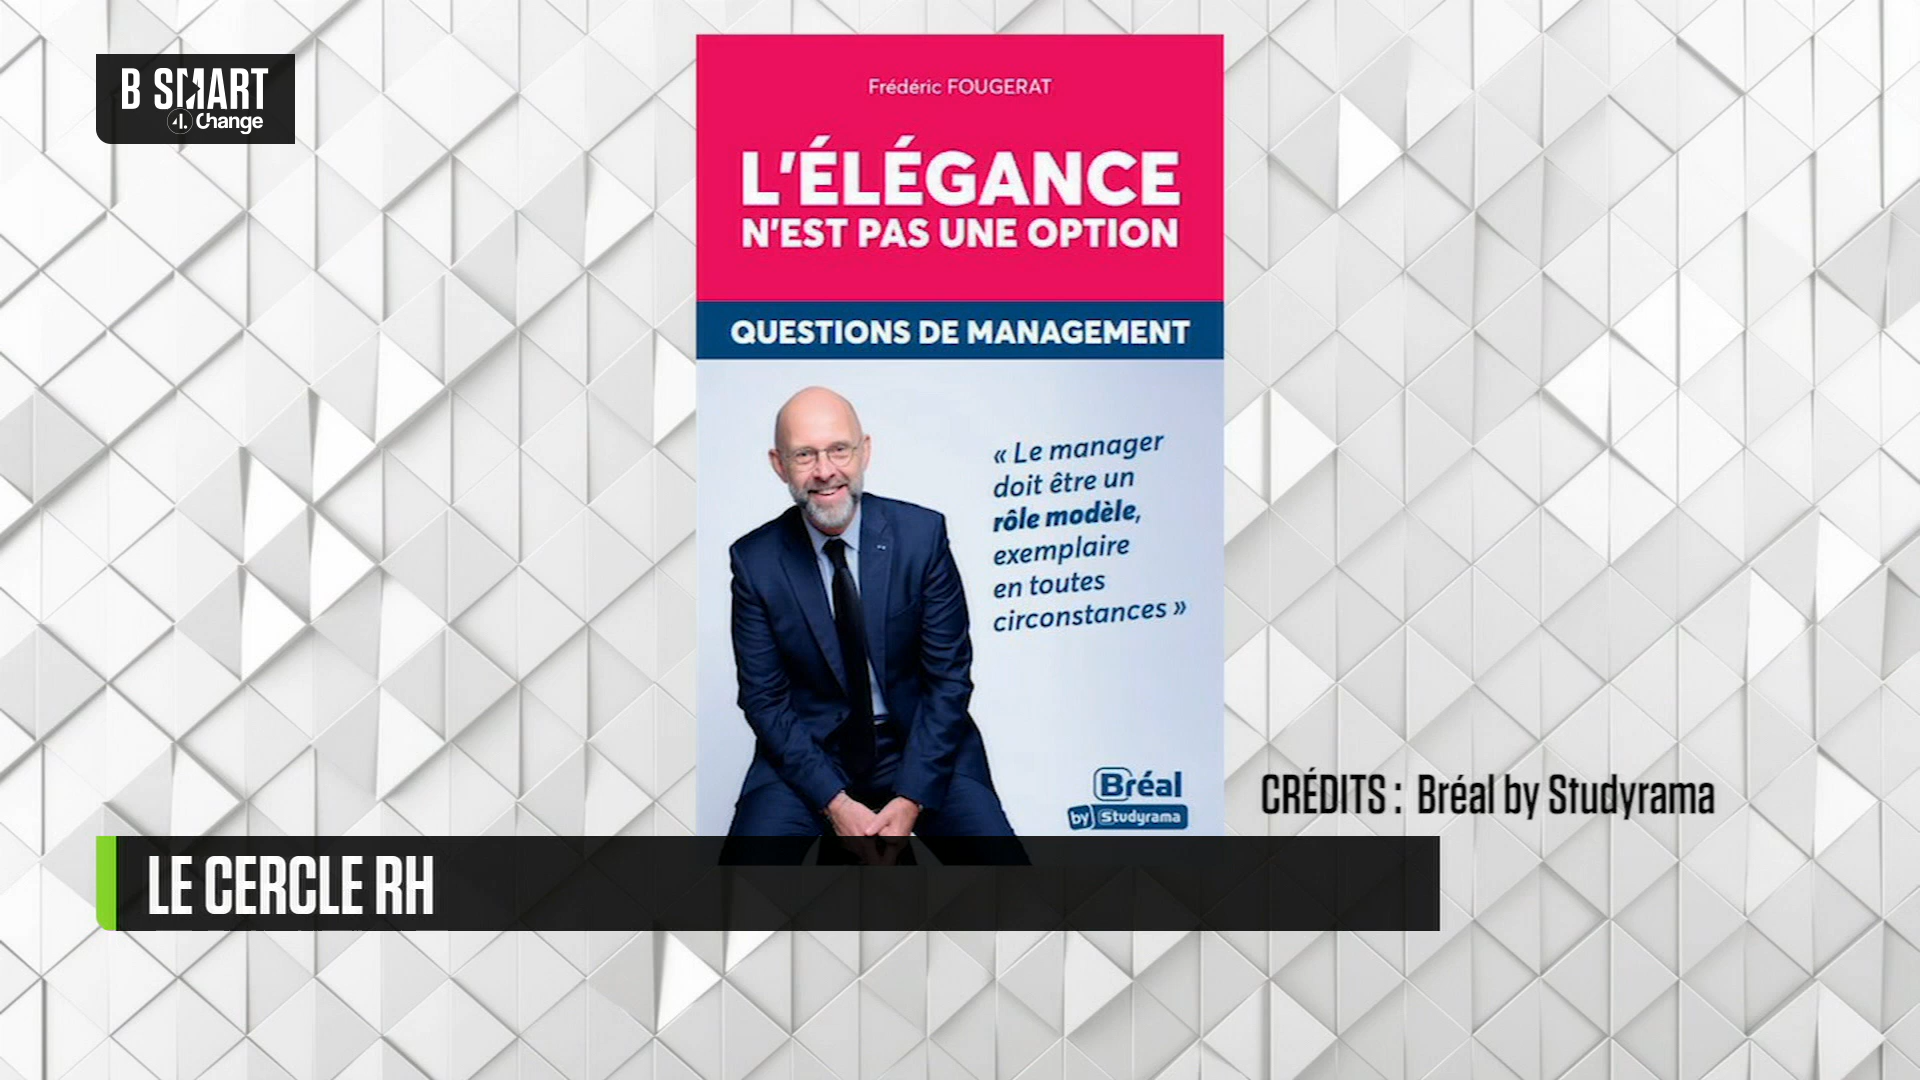 B SMART
4Change
Frédéric FOUGERAT
L'ÉLÉGANCE
N'EST PAS UNE OPTION
QUESTIONS DE MANAGEMENT
« Le manager
doit être un
rôle modèle,
exemplaire
en toutes
circonstances »
Bréal
by Studyrama
CRÉDITS : Bréal by Studyrama
LE CERCLE RH